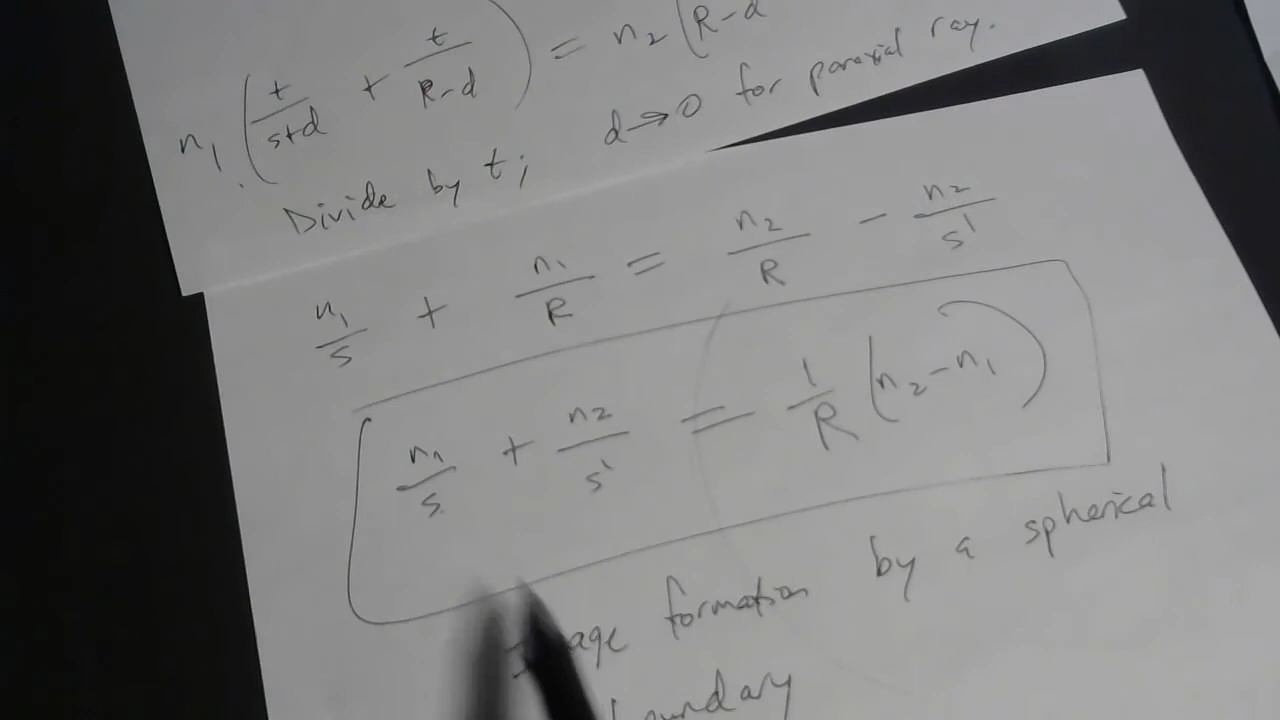 n₁ ( t/(s+d) + t/(R-d) ) = n₂ ( R-d
Divide by t; d→0 for paraxial ray.
n₁/s + n₁/R = n₂/R - n₂/s'
n₁/s + n₂/s' = 1/R (n₂-n₁)
formation by a spherical